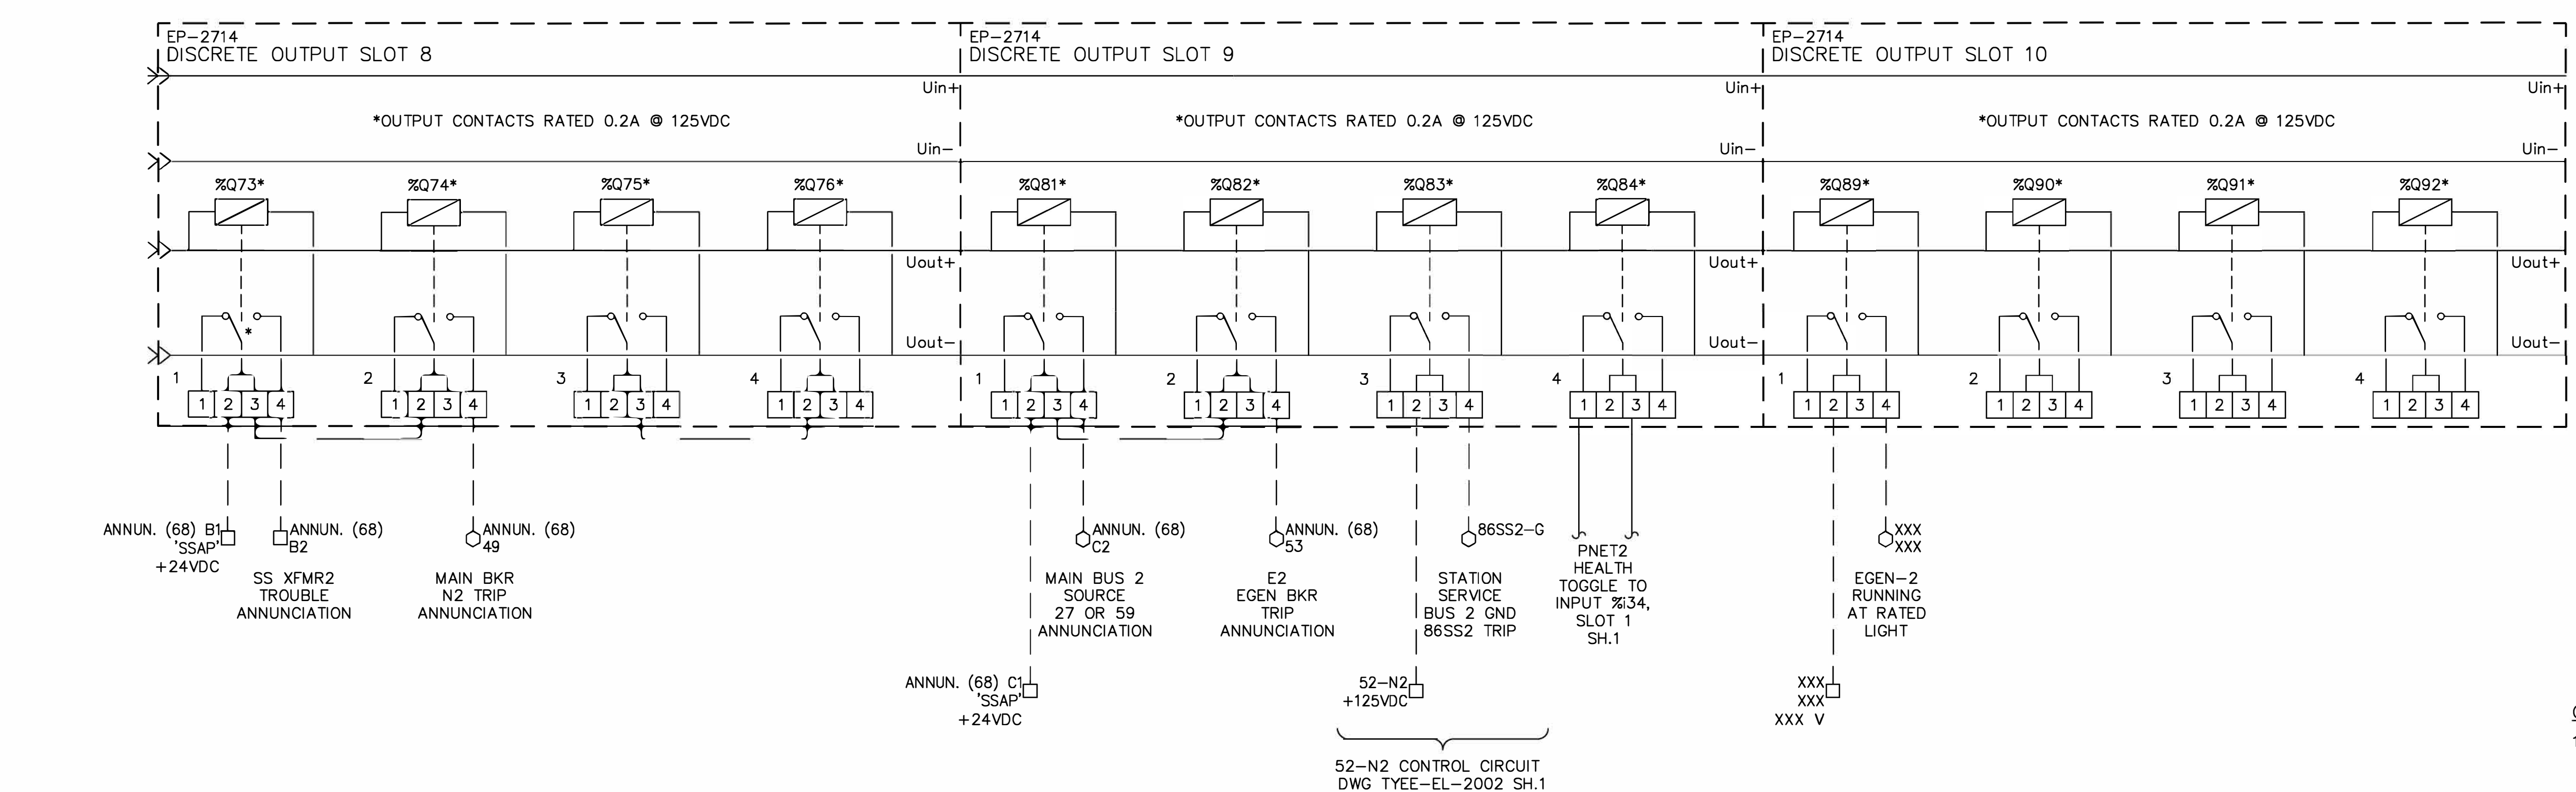 EP-2714
DISCRETE OUTPUT SLOT 8
Uin+
*OUTPUT CONTACTS RATED 0.2A @ 125VDC
Uin-
%Q73*
%Q74*
%Q75*
%Q76*
Uout+
*
Uout-
1
1 2 3 4
2
1 2 3 4
3
1 2 3 4
4
1 2 3 4
ANNUN. (68) B1
'SSAP'
+24VDC
ANNUN. (68)
B2
SS XFMR2
TROUBLE
ANNUNCIATION
ANNUN. (68)
49
MAIN BKR
N2 TRIP
ANNUNCIATION
EP-2714
DISCRETE OUTPUT SLOT 9
Uin+
*OUTPUT CONTACTS RATED 0.2A @ 125VDC
Uin-
%Q81*
%Q82*
%Q83*
%Q84*
Uout+
Uout-
1
1 2 3 4
2
1 2 3 4
3
1 2 3 4
4
1 2 3 4
ANNUN. (68)
C2
MAIN BUS 2
SOURCE
27 OR 59
ANNUNCIATION
ANNUN. (68) C1
'SSAP'
+24VDC
ANNUN. (68)
53
E2
EGEN BKR
TRIP
ANNUNCIATION
86SS2-G
STATION
SERVICE
BUS 2 GND
86SS2 TRIP
52-N2
+125VDC
52-N2 CONTROL CIRCUIT
DWG TYEE-EL-2002 SH.1
PNET2
HEALTH
TOGGLE TO
INPUT %i34,
SLOT 1
SH.1
EP-2714
DISCRETE OUTPUT SLOT 10
Uin+
*OUTPUT CONTACTS RATED 0.2A @ 125VDC
Uin-
%Q89*
%Q90*
%Q91*
%Q92*
Uout+
Uout-
1
1 2 3 4
2
1 2 3 4
3
1 2 3 4
4
1 2 3 4
XXX
XXX
EGEN-2
RUNNING
AT RATED
LIGHT
XXX
XXX
XXX V